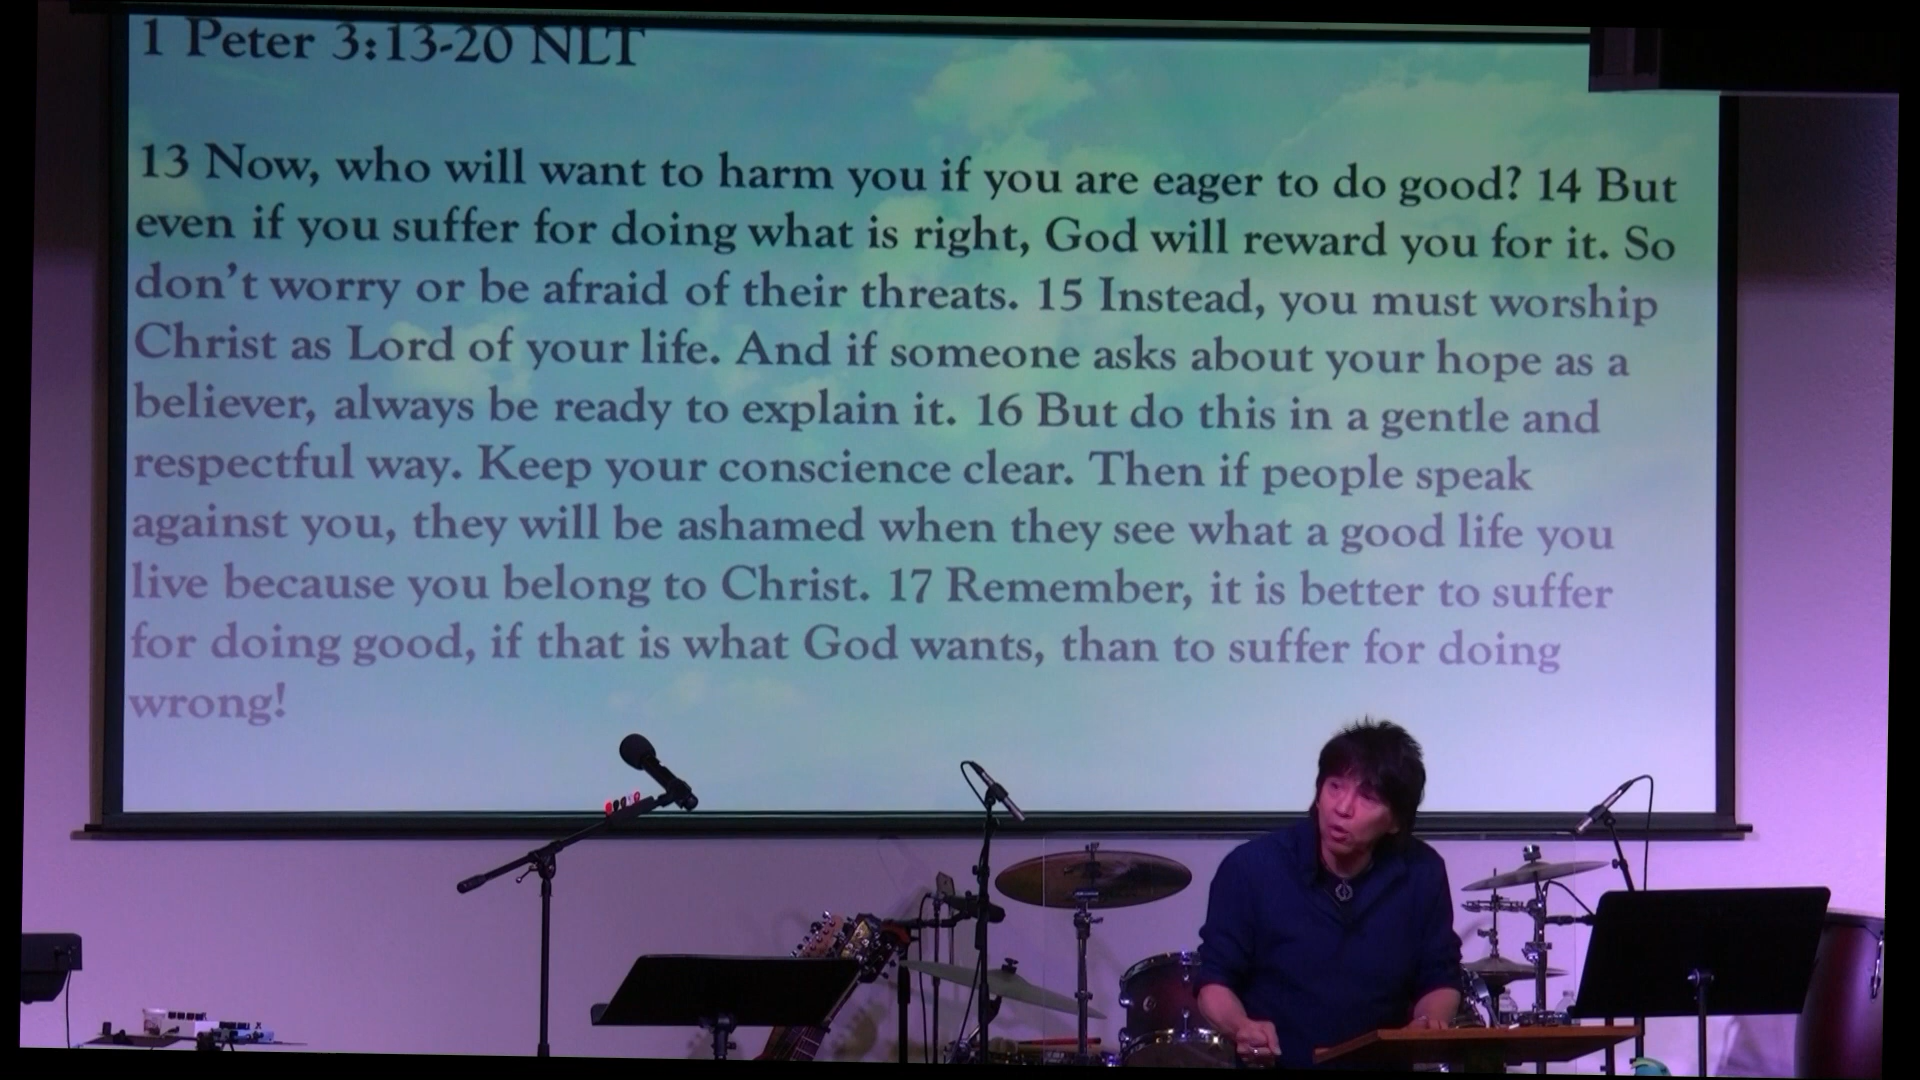 1 Peter 3:13-20 NLT
13 Now, who will want to harm you if you are eager to do good? 14 But
even if you suffer for doing what is right, God will reward you for it. So
don't worry or be afraid of their threats. 15 Instead, you must worship
Christ as Lord of your life. And if someone asks about your hope as a
believer, always be ready to explain it. 16 But do this in a gentle and
respectful way. Keep your conscience clear. Then if people speak
against you, they will be ashamed when they see what a good life you
live because you belong to Christ. 17 Remember, it is better to suffer
for doing good, if that is what God wants, than to suffer for doing
wrong!